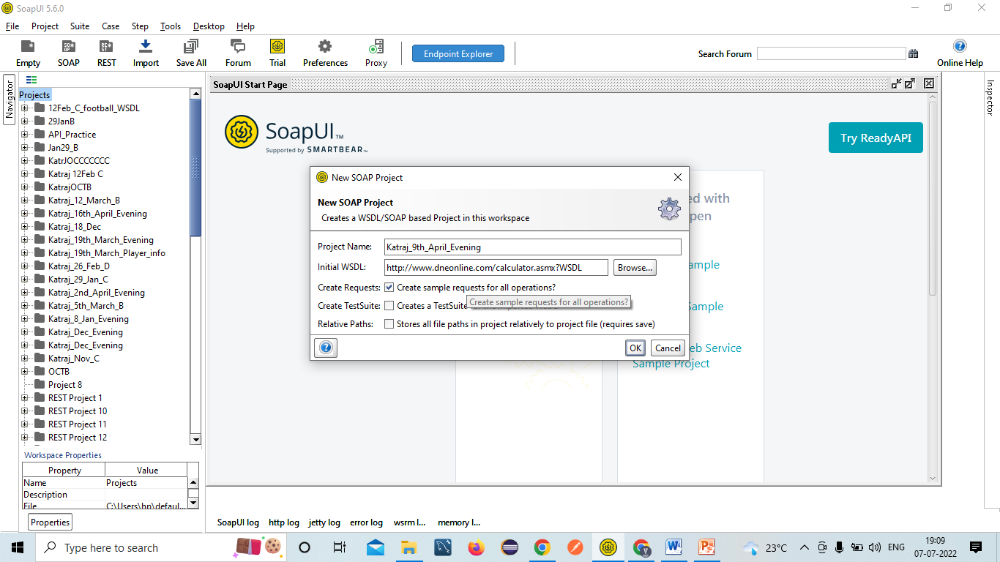 SoapUI 5.6.0
File Project Suite Case Step Tools Desktop Help
Empty SOAP REST Import Save All Forum Trial Preferences Proxy Endpoint Explorer Search Forum Online Help
Navigator
Inspector
Projects
12Feb_C_football_WSDL
29JanB
API_Practice
Jan29_B
KatrJOCCCCCCC
Katraj 12Feb C
KatrajOCTB
Katraj_12_March_B
Katraj_16th_April_Evening
Katraj_18_Dec
Katraj_19th_March_Evening
Katraj_19th_March_Player_info
Katraj_26_Feb_D
Katraj_29_Jan_C
Katraj_2nd_April_Evening
Katraj_5th_March_B
Katraj_8_Jan_Evening
Katraj_Dec_Evening
Katraj_Dec_Evening
Katraj_Nov_C
OCTB
Project 8
REST Project 1
REST Project 10
REST Project 11
REST Project 12
Workspace Properties
Property Value
Name Projects
Description
File C:\Users\hp\defaul...
Properties
SoapUI Start Page
SoapUI™
Supported by SMARTBEAR™
Try ReadyAPI
ed with
pen
ample
Sample
eb Service
Sample Project
New SOAP Project
New SOAP Project
Creates a WSDL/SOAP based Project in this workspace
Project Name: Katraj_9th_April_Evening
Initial WSDL: http://www.dneonline.com/calculator.asmx?WSDL Browse...
Create Requests: Create sample requests for all operations?
Create sample requests for all operations?
Create TestSuite: Creates a TestSuite
Relative Paths: Stores all file paths in project relatively to project file (requires save)
OK Cancel
SoapUI log http log jetty log error log wsrm l... memory l...
Type here to search
23°C ENG 19:09
07-07-2022